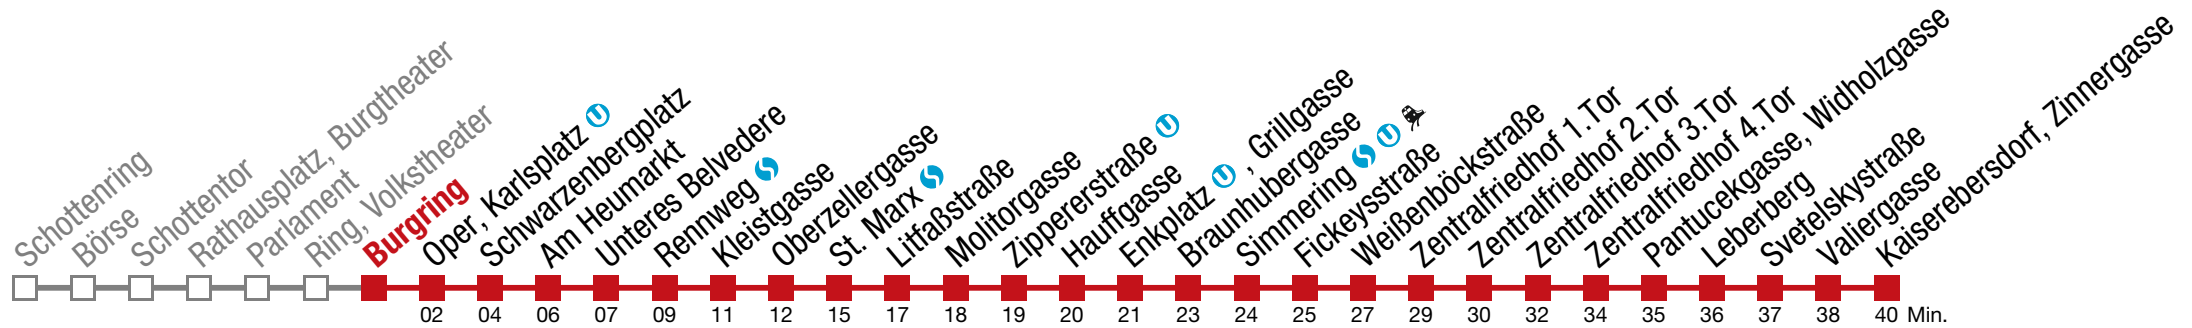 Schottenring
Börse
Schottentor
Rathausplatz, Burgtheater
Parlament
Ring, Volkstheater
Burgring
Oper, Karlsplatz U
Schwarzenbergplatz
Am Heumarkt
Unteres Belvedere
Rennweg S
Kleistgasse
Oberzellergasse
St. Marx S
Litfaßstraße
Molitorgasse
Zippererstraße U
Hauffgasse
Enkplatz U , Grillgasse
Braunhubergasse
Simmering S U
Fickeysstraße
Weißenböckstraße
Zentralfriedhof 1.Tor
Zentralfriedhof 2.Tor
Zentralfriedhof 3.Tor
Zentralfriedhof 4.Tor
Pantucekgasse, Widholzgasse
Leberberg
Svetelskystraße
Valiergasse
Kaiserebersdorf, Zinnergasse
02 04 06 07 09 11 12 15 17 18 19 20 21 23 24 25 27 29 30 32 34 35 36 37 38 40 Min.